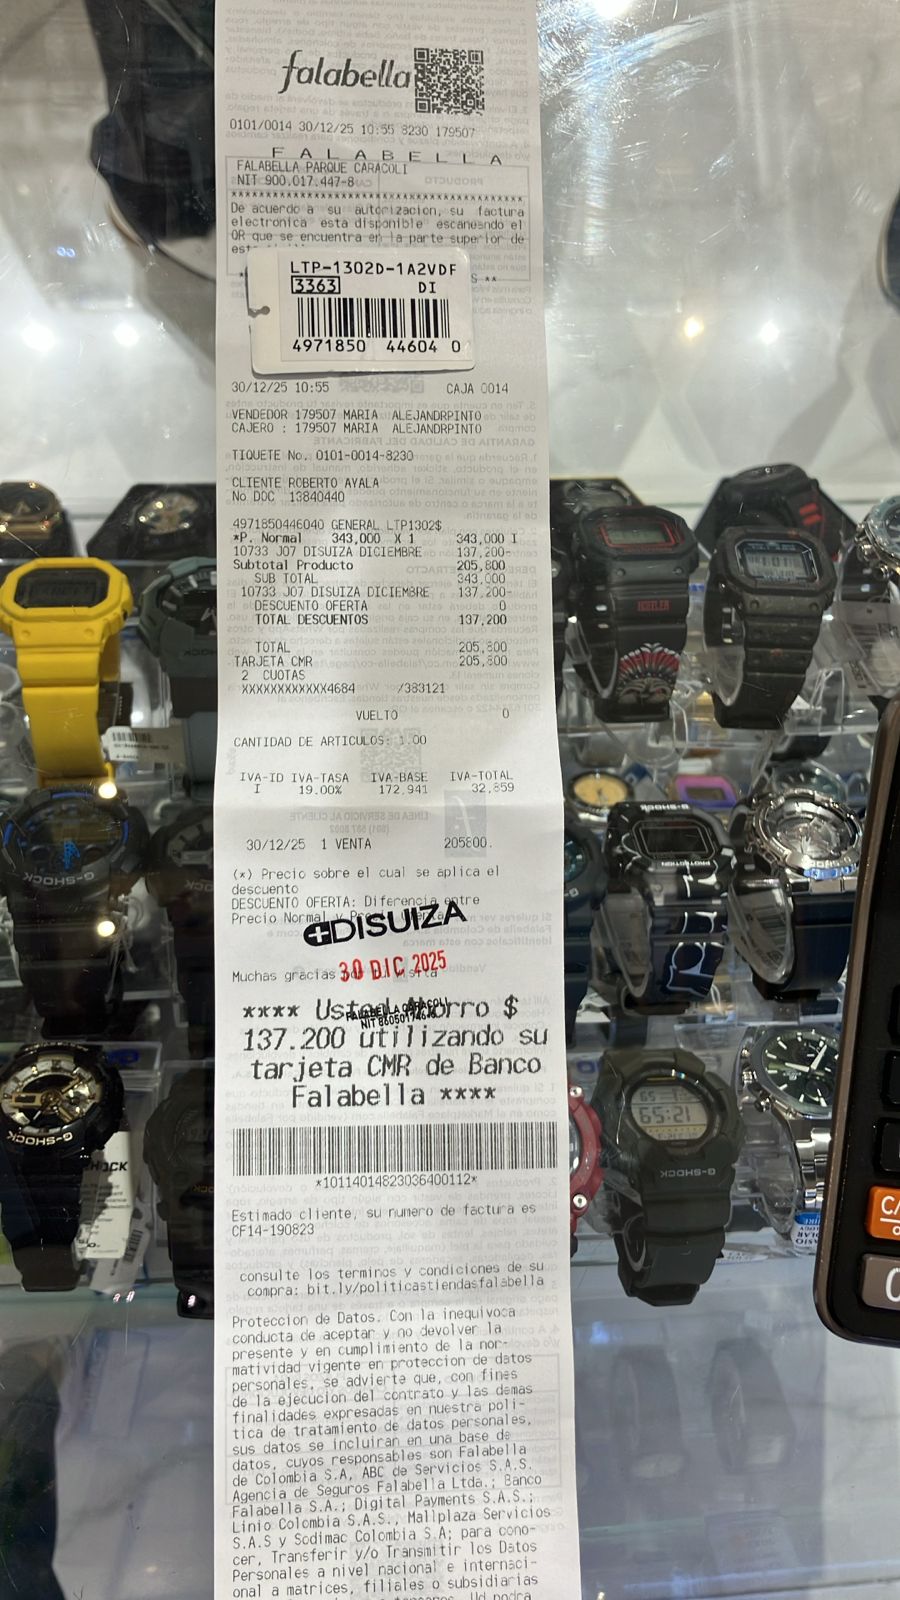 falabella
0101/0014 30/12/25 10:55 8230 179507
F A L A B E L L A
FALABELLA PARQUE CARACOLI
NIT 900.017.447-8
De acuerdo a su autorizacion, su factura
electronica esta disponible escaneando el
QR que se encuentra en la parte superior de
LTP-1302D-1A2VDF
3363 DI
4971850 44604 0
30/12/25 10:55 CAJA 0014
VENDEDOR 179507 MARIA ALEJANDRPINTO
CAJERO : 179507 MARIA ALEJANDRPINTO
TIQUETE No. 0101-0014-8230
CLIENTE ROBERTO AYALA
No DOC 13840440
4971850446040 GENERAL LTP1302$
*P. Normal 343,000 X 1 343,000 I
10733 J07 DISUIZA DICIEMBRE 137,200-
Subtotal Producto 205,800
SUB TOTAL 343,000
10733 J07 DISUIZA DICIEMBRE 137,200-
DESCUENTO OFERTA 0
TOTAL DESCUENTOS 137,200
TOTAL 205,800
TARJETA CMR 205,800
2 CUOTAS
XXXXXXXXXXXX4684 /383121
VUELTO 0
CANTIDAD DE ARTICULOS: 1.00
IVA-ID IVA-TASA IVA-BASE IVA-TOTAL
I 19.00% 172,941 32,859
30/12/25 1 VENTA 205800.
(*) Precio sobre el cual se aplica el
descuento
DESCUENTO OFERTA: Diferencia entre
Precio Normal y
DISUIZA
30 DIC 2025
Muchas gracias
FALABELLA CARACOLI
**** Usted Ahorro $
137.200 utilizando su
tarjeta CMR de Banco
Falabella ****
*10114014823036400112*
Estimado cliente, su numero de factura es
CF14-190823
consulte los terminos y condiciones de su
compra: bit.ly/politicastiendasfalabella
Proteccion de Datos. Con la inequivoca
conducta de aceptar y no devolver la
presente y en cumplimiento de la nor-
matividad vigente en proteccion de datos
personales, se advierte que, con fines
de la ejecucion del contrato y las demas
finalidades expresadas en nuestra poli-
tica de tratamiento de datos personales,
sus datos se incluiran en una base de
datos, cuyos responsables son Falabella
de Colombia S.A, ABC de Servicios S.A.S.
Agencia de Seguros Falabella Ltda.; Banco
Falabella S.A.; Digital Payments S.A.S.;
Linio Colombia S.A.S., Mallplaza Servicios
S.A.S y Sodimac Colombia S.A; para cono-
cer, Transferir y/o Transmitir los Datos
Personales a nivel nacional e internaci-
onal a matrices, filiales o subsidiarias
G-SHOCK
G-SHOCK
G-SHOCK
PROTECTION